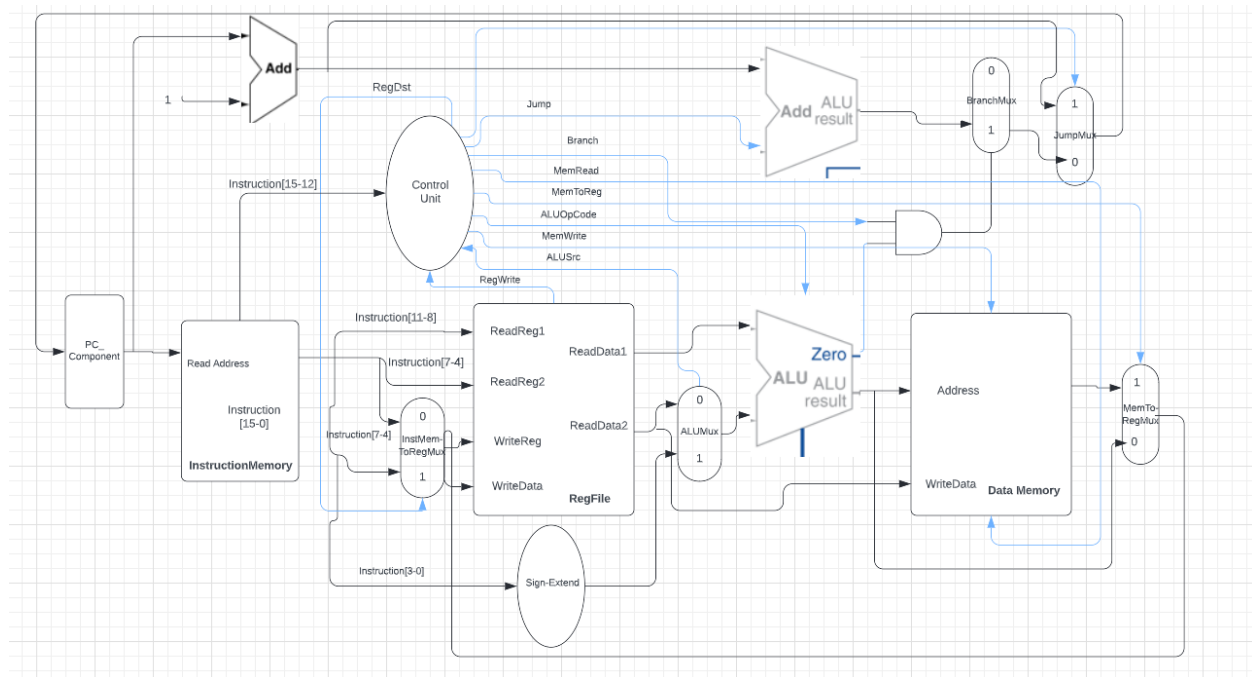 Add
1
RegDst
Jump
Branch
MemRead
MemToReg
ALUOpCode
MemWrite
ALUSrc
RegWrite
Instruction[15-12]
Control
Unit
Add
ALU
result
0
BranchMux
1
1
JumpMux
0
PC_
Component
Read Address
Instruction
[15-0]
InstructionMemory
Instruction[11-8]
Instruction[7-4]
Instruction[7-4]
0
InstMem-
ToRegMux
1
Instruction[3-0]
ReadReg1
ReadReg2
WriteReg
WriteData
ReadData1
ReadData2
RegFile
Sign-Extend
0
ALUMux
1
Zero
ALU
ALU
result
Address
WriteData
Data Memory
1
MemTo-
RegMux
0